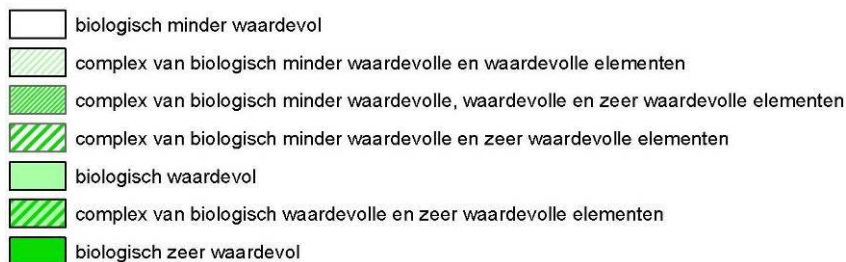 biologisch minder waardevol
complex van biologisch minder waardevolle en waardevolle elementen
complex van biologisch minder waardevolle, waardevolle en zeer waardevolle elementen
complex van biologisch minder waardevolle en zeer waardevolle elementen
biologisch waardevol
complex van biologisch waardevolle en zeer waardevolle elementen
biologisch zeer waardevol